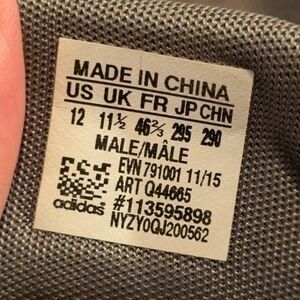 MADE IN CHINA
US UK FR JP CHN
12 11½ 46⅔ 295 290
MALE/MÂLE
EVN 791001 11/15
ART Q44665
#113595898
adidas
NYZY0QJ200562